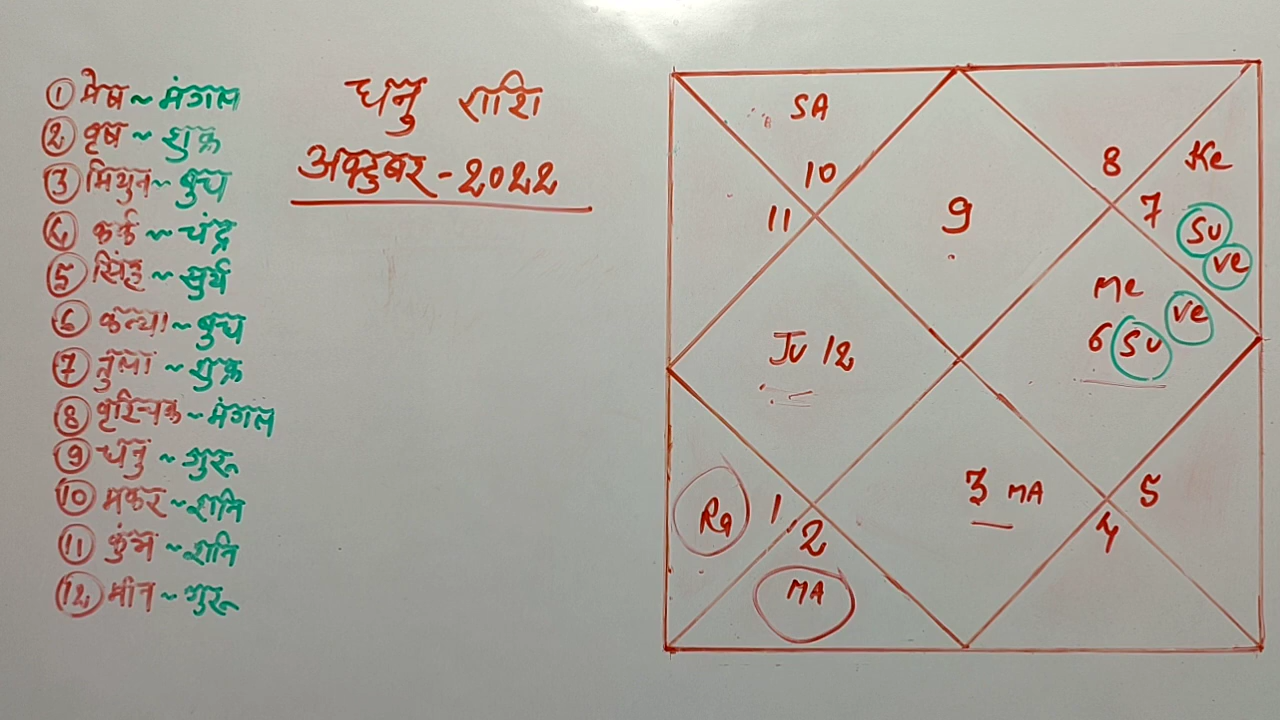 ① मेष ~ मंगल
② वृष ~ शुक्र
③ मिथुन ~ बुध
④ कर्क ~ चंद्र
⑤ सिंह ~ सुर्य
⑥ कन्या ~ बुध
⑦ तुला ~ शुक्र
⑧ वृश्चिक ~ मंगल
⑨ धनु ~ गुरू
⑩ मकर ~ शनि
⑪ कुंभ ~ शनि
⑫ मीन ~ गुरू
धनु राशि
अक्टुबर - २०२२
SA
10
11
9
8
Ke
7
Su
Ve
Me
Ve
6 Su
Ju 12
Ra
1
2
MA
3 MA
5
4